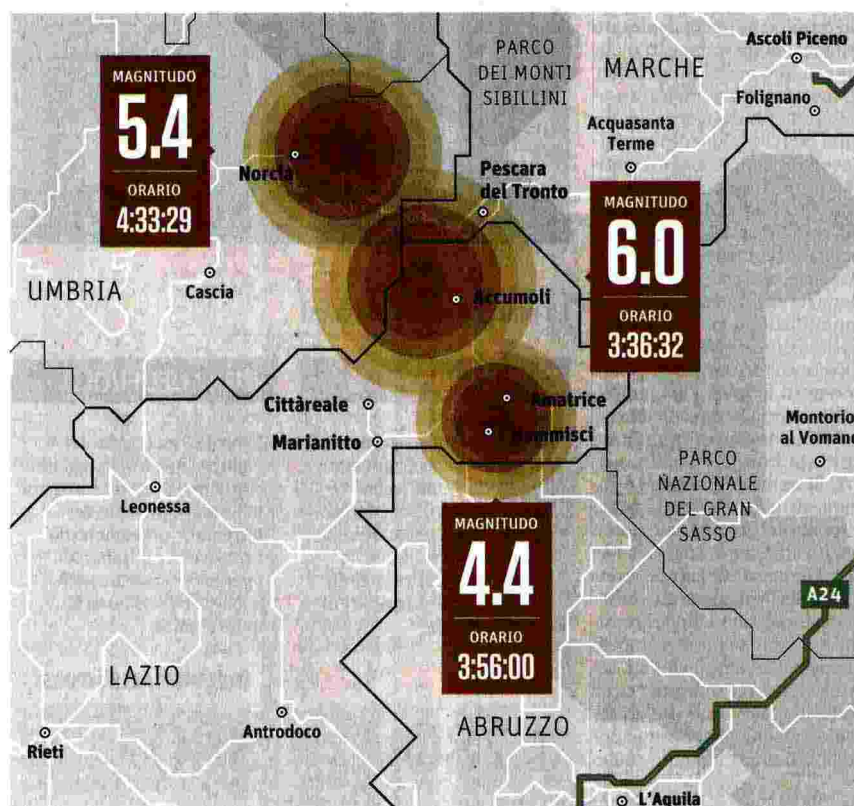 PARCO
DEI MONTI
SIBILLINI
MARCHE
Ascoli Piceno
Folignano
Acquasanta
Terme
MAGNITUDO
5.4
ORARIO
4:33:29
Norcia
Pescara
del Tronto
MAGNITUDO
6.0
ORARIO
3:36:32
UMBRIA
Cascia
Accumoli
Cittàreale
Amatrice
Marianitto
Leonessa
Montorio
al Vomano
PARCO
NAZIONALE
DEL GRAN
SASSO
MAGNITUDO
4.4
ORARIO
3:56:00
A24
LAZIO
ABRUZZO
Antrodoco
Rieti
L'Aquila